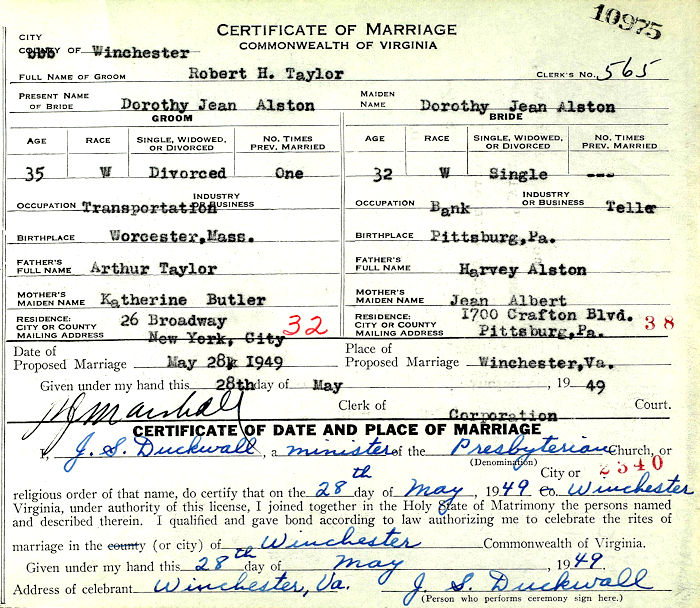 CERTIFICATE OF MARRIAGE
COMMONWEALTH OF VIRGINIA
10975
CITY
COUNTY OF Winchester
FULL NAME OF GROOM Robert H. Taylor CLERK'S NO. 565
PRESENT NAME OF BRIDE Dorothy Jean Alston MAIDEN NAME Dorothy Jean Alston
GROOM BRIDE
AGE RACE SINGLE, WIDOWED, OR DIVORCED NO. TIMES PREV. MARRIED AGE RACE SINGLE, WIDOWED, OR DIVORCED NO. TIMES PREV. MARRIED
35 W Divorced One 32 W Single ---
OCCUPATION Transportation INDUSTRY OR BUSINESS OCCUPATION Bank INDUSTRY OR BUSINESS Teller
BIRTHPLACE Worcester,Mass. BIRTHPLACE Pittsburg,Pa.
FATHER'S FULL NAME Arthur Taylor FATHER'S FULL NAME Harvey Alston
MOTHER'S MAIDEN NAME Katherine Butler MOTHER'S MAIDEN NAME Jean Albert
RESIDENCE: CITY OR COUNTY MAILING ADDRESS 26 Broadway New York, City 32 RESIDENCE: CITY OR COUNTY MAILING ADDRESS 1700 Crafton Blvd. Pittsburg,Pa. 38
Date of Proposed Marriage May 28, 1949 Place of Proposed Marriage Winchester,Va.
Given under my hand this 28th day of May, 1949
Marshall Clerk of Corporation Court.
CERTIFICATE OF DATE AND PLACE OF MARRIAGE
I, J. S. Duckwall, a minister of the Presbyterian Church, or
(Denomination)
City or 2540
religious order of that name, do certify that on the 28th day of May, 1949 Co. Winchester
Virginia, under authority of this license, I joined together in the Holy State of Matrimony the persons named
and described therein. I qualified and gave bond according to law authorizing me to celebrate the rites of
marriage in the county (or city) of Winchester Commonwealth of Virginia.
Given under my hand this 28th day of May 1949.
Address of celebrant Winchester, Va. J. S. Duckwall
(Person who performs ceremony sign here.)